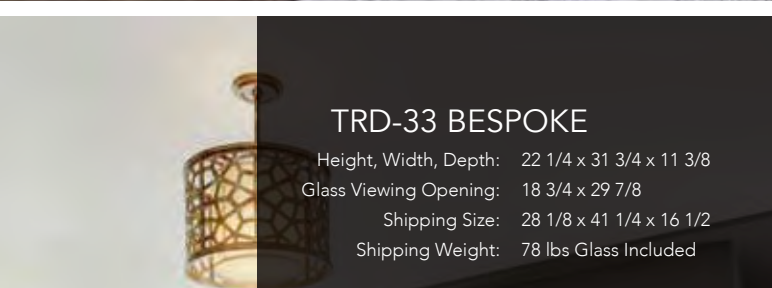 TRD-33 BESPOKE
Height, Width, Depth: 22 1/4 x 31 3/4 x 11 3/8
Glass Viewing Opening: 18 3/4 x 29 7/8
Shipping Size: 28 1/8 x 41 1/4 x 16 1/2
Shipping Weight: 78 lbs Glass Included